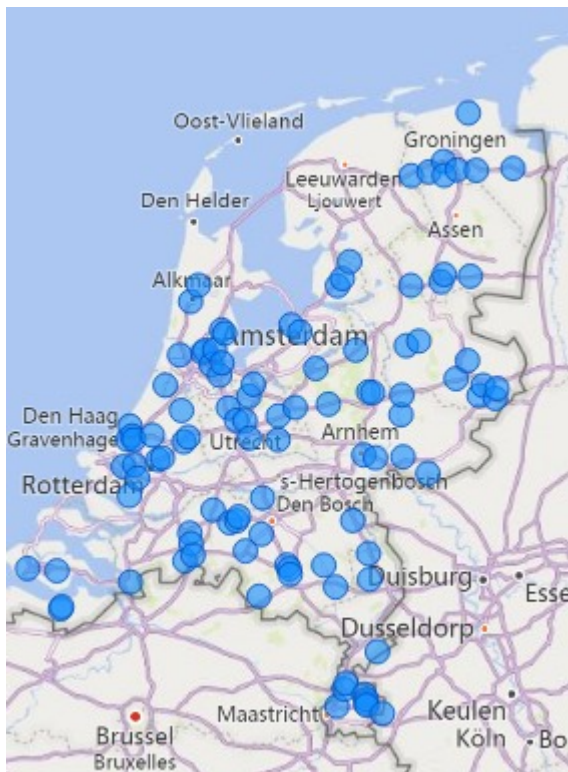 Oost-Vlieland
Groningen
Leeuwarden
Ljouwert
Den Helder
Assen
Alkmaar
Amsterdam
Den Haag
Gravenhage
Utrecht
Arnhem
Rotterdam
s-Hertogenbosch
Den Bosch
Duisburg
Esse
Dusseldorp
Maastricht
Keulen
Köln
Brussel
Bruxelles
Bo